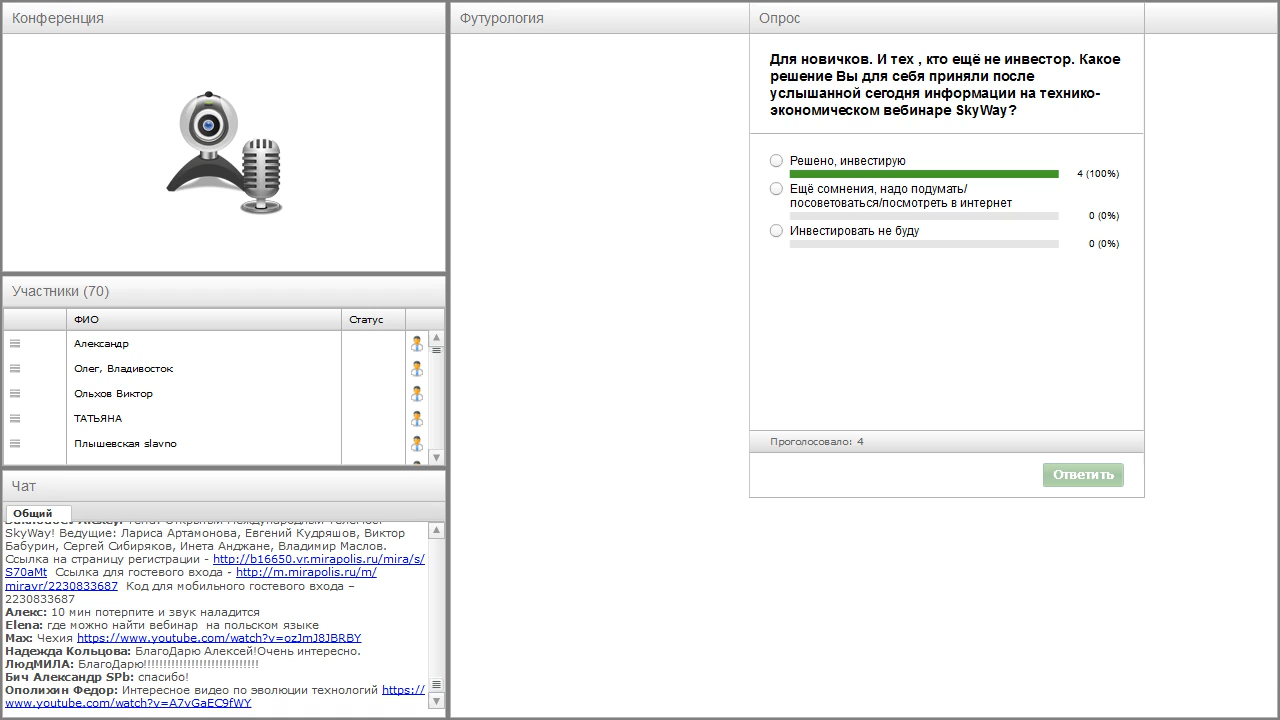 Конференция
Футурология
Опрос
Для новичков. И тех , кто ещё не инвестор. Какое
решение Вы для себя приняли после
услышанной сегодня информации на технико-
экономическом вебинаре SkyWay?
Решено, инвестирую
4 (100%)
Ещё сомнения, надо подумать/
посоветоваться/посмотреть в интернет
0 (0%)
Инвестировать не буду
0 (0%)
Проголосовало: 4
Ответить
Участники (70)
ФИО
Статус
Александр
Олег, Владивосток
Ольхов Виктор
ТАТЬЯНА
Плышевская slavno
Чат
Общий
SkyWay! Ведущие: Лариса Артамонова, Евгений Кудряшов, Виктор
Бабурин, Сергей Сибиряков, Инета Анджане, Владимир Маслов.
Ссылка на страницу регистрации - http://b16650.vr.mirapolis.ru/mira/s/
S70aMt Ссылка для гостевого входа - http://m.mirapolis.ru/m/
miravr/2230833687 Код для мобильного гостевого входа –
2230833687
Алекс: 10 мин потерпите и звук наладится
Elena: где можно найти вебинар на польском языке
Max: Чехия https://www.youtube.com/watch?v=ozJmJ8JBRBY
Надежда Кольцова: БлагоДарю Алексей!Очень интересно.
ЛюдМИЛА: БлагоДарю!!!!!!!!!!!!!!!!!!!!!!!!!!!!!
Бич Александр SPb: спасибо!
Ополихин Федор: Интересное видео по эволюции технологий https://
www.youtube.com/watch?v=A7vGaEC9fWY